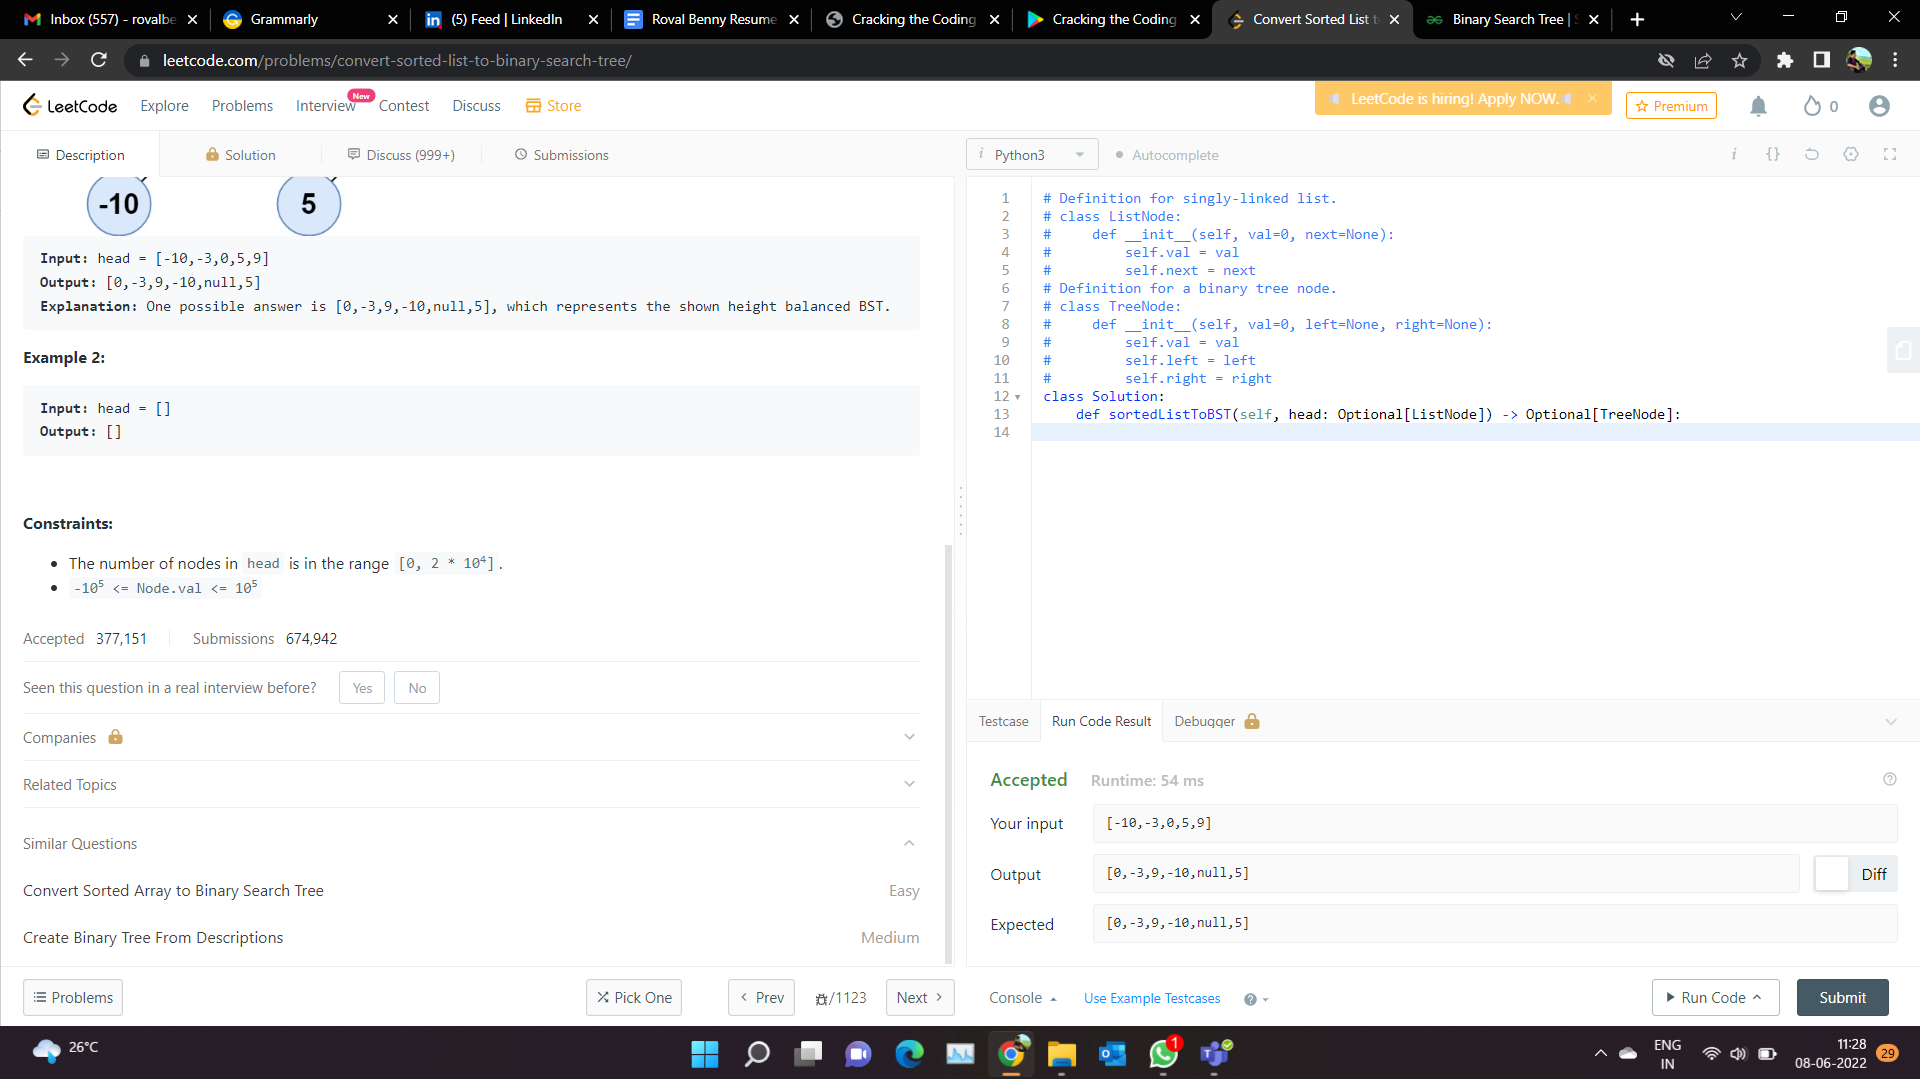 Inbox (557) - rovalbe
Grammarly
(5) Feed | LinkedIn
Roval Benny Resume
Cracking the Coding
Cracking the Coding
Convert Sorted List t
Binary Search Tree |
leetcode.com/problems/convert-sorted-list-to-binary-search-tree/
LeetCode
Explore
Problems
Interview
New
Contest
Discuss
Store
LeetCode is hiring! Apply NOW.
Premium
0
Description
Solution
Discuss (999+)
Submissions
-10
5
Input: head = [-10,-3,0,5,9]
Output: [0,-3,9,-10,null,5]
Explanation: One possible answer is [0,-3,9,-10,null,5], which represents the shown height balanced BST.
Example 2:
Input: head = []
Output: []
Constraints:
• The number of nodes in head is in the range [0, 2 * 10⁴].
• -10⁵ <= Node.val <= 10⁵
Accepted 377,151
Submissions 674,942
Seen this question in a real interview before?
Yes
No
Companies
Related Topics
Similar Questions
Convert Sorted Array to Binary Search Tree
Easy
Create Binary Tree From Descriptions
Medium
Problems
Pick One
Prev
/1123
Next
i Python3
Autocomplete
i
{}
1 # Definition for singly-linked list.
2 # class ListNode:
3 #     def __init__(self, val=0, next=None):
4 #         self.val = val
5 #         self.next = next
6 # Definition for a binary tree node.
7 # class TreeNode:
8 #     def __init__(self, val=0, left=None, right=None):
9 #         self.val = val
10 #         self.left = left
11 #         self.right = right
12 class Solution:
13     def sortedListToBST(self, head: Optional[ListNode]) -> Optional[TreeNode]:
14
Testcase
Run Code Result
Debugger
Accepted
Runtime: 54 ms
Your input
[-10,-3,0,5,9]
Output
[0,-3,9,-10,null,5]
Diff
Expected
[0,-3,9,-10,null,5]
Console
Use Example Testcases
Run Code
Submit
26°C
1
ENG
IN
11:28
08-06-2022
29